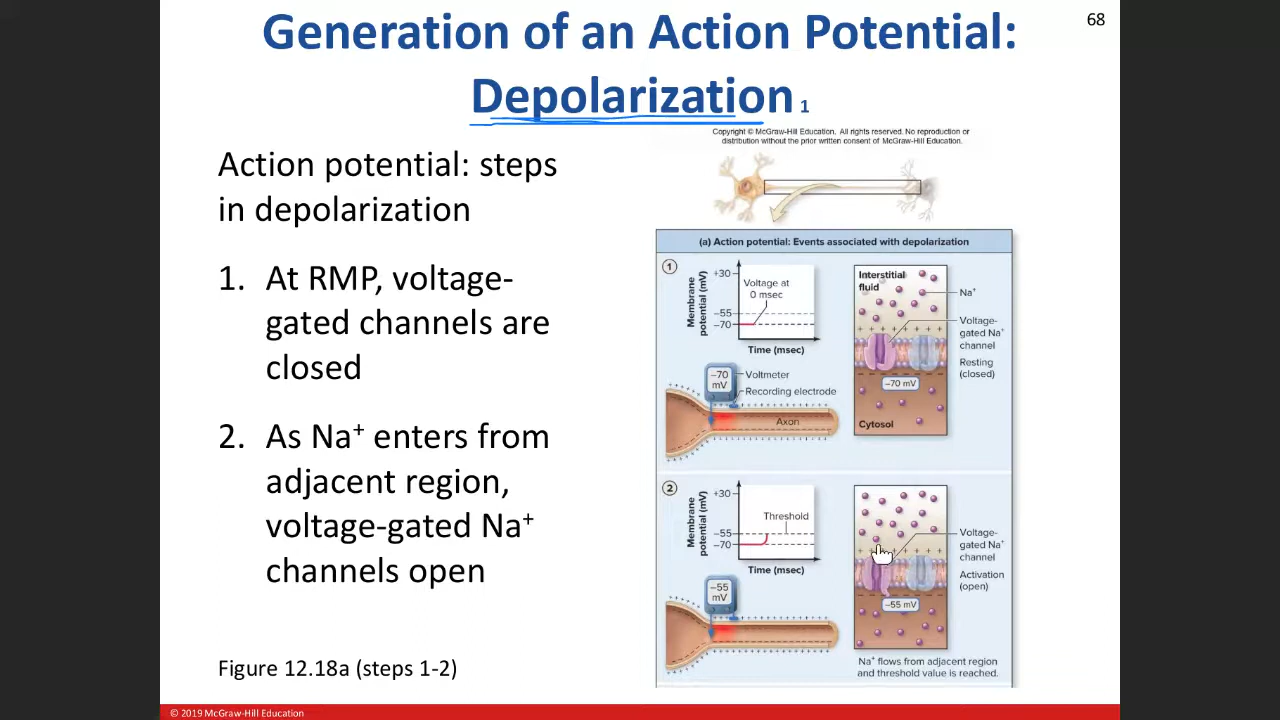 Generation of an Action Potential:
68
Depolarization 1
Copyright © McGraw-Hill Education. All rights reserved. No reproduction or
distribution without the prior written consent of McGraw-Hill Education.
Action potential: steps
in depolarization
1. At RMP, voltage-
gated channels are
closed
2. As Na+ enters from
adjacent region,
voltage-gated Na+
channels open
Figure 12.18a (steps 1-2)
(a) Action potential: Events associated with depolarization
1
Membrane
potential (mV)
+30
−55
−70
Voltage at
0 msec
Time (msec)
−70
mV
Voltmeter
Recording electrode
Axon
Interstitial
fluid
Na+
Voltage-
gated Na+
channel
Resting
(closed)
−70 mV
Cytosol
2
Membrane
potential (mV)
+30
−55
−70
Threshold
Time (msec)
−55
mV
Voltage-
gated Na+
channel
Activation
(open)
−55 mV
Na+ flows from adjacent region
and threshold value is reached.
© 2019 McGraw-Hill Education